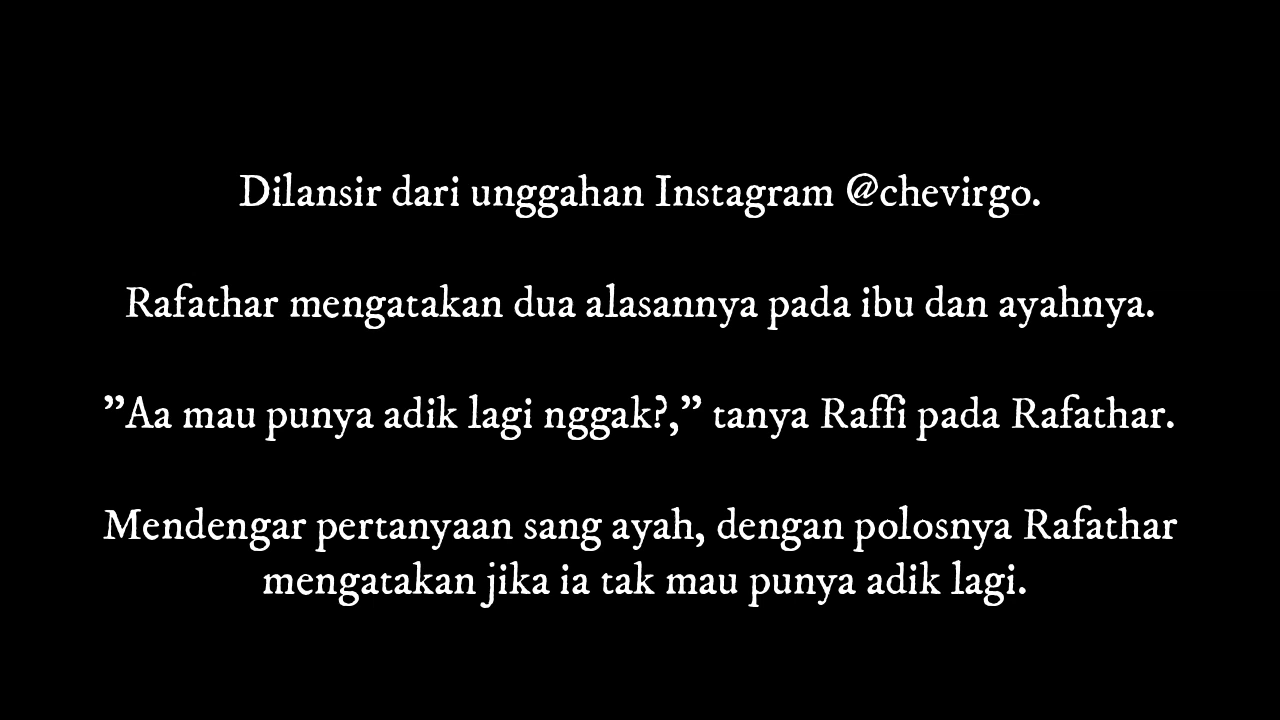 Dilansir dari unggahan Instagram @chevirgo.
Rafathar mengatakan dua alasannya pada ibu dan ayahnya.
”Aa mau punya adik lagi nggak?,” tanya Raffi pada Rafathar.
Mendengar pertanyaan sang ayah, dengan polosnya Rafathar
mengatakan jika ia tak mau punya adik lagi.